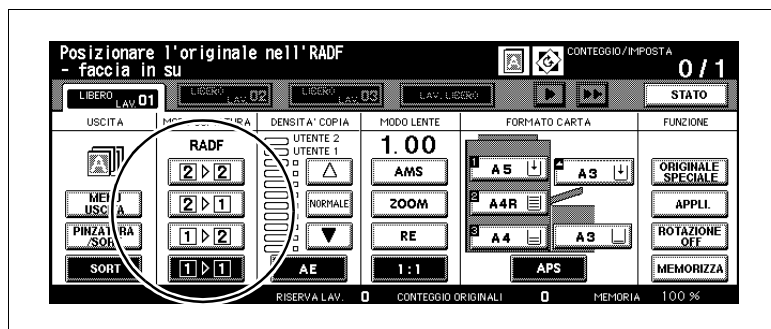 Posizionare l'originale nell'RADF
- faccia in su
CONTEGGIO/IMPOSTA
0/1
LIBERO LAV. 01
LIBERO LAV. 02
LIBERO LAV. 03
LAV. LIBERO
STATO
USCITA
DENSITA' COPIA
MODO LENTE
FORMATO CARTA
FUNZIONE
RADF
UTENTE 2
UTENTE 1
1.00
2 ▷ 2
AMS
A5
A3
ORIGINALE SPECIALE
MENU USCITA
2 ▷ 1
NORMALE
ZOOM
A4R
APPLI.
PINZATURA /SORT
1 ▷ 2
RE
A4
A3
ROTAZIONE OFF
SORT
1 ▷ 1
AE
1:1
APS
MEMORIZZA
RISERVA LAV. 0 CONTEGGIO ORIGINALI 0 MEMORIA 100 %